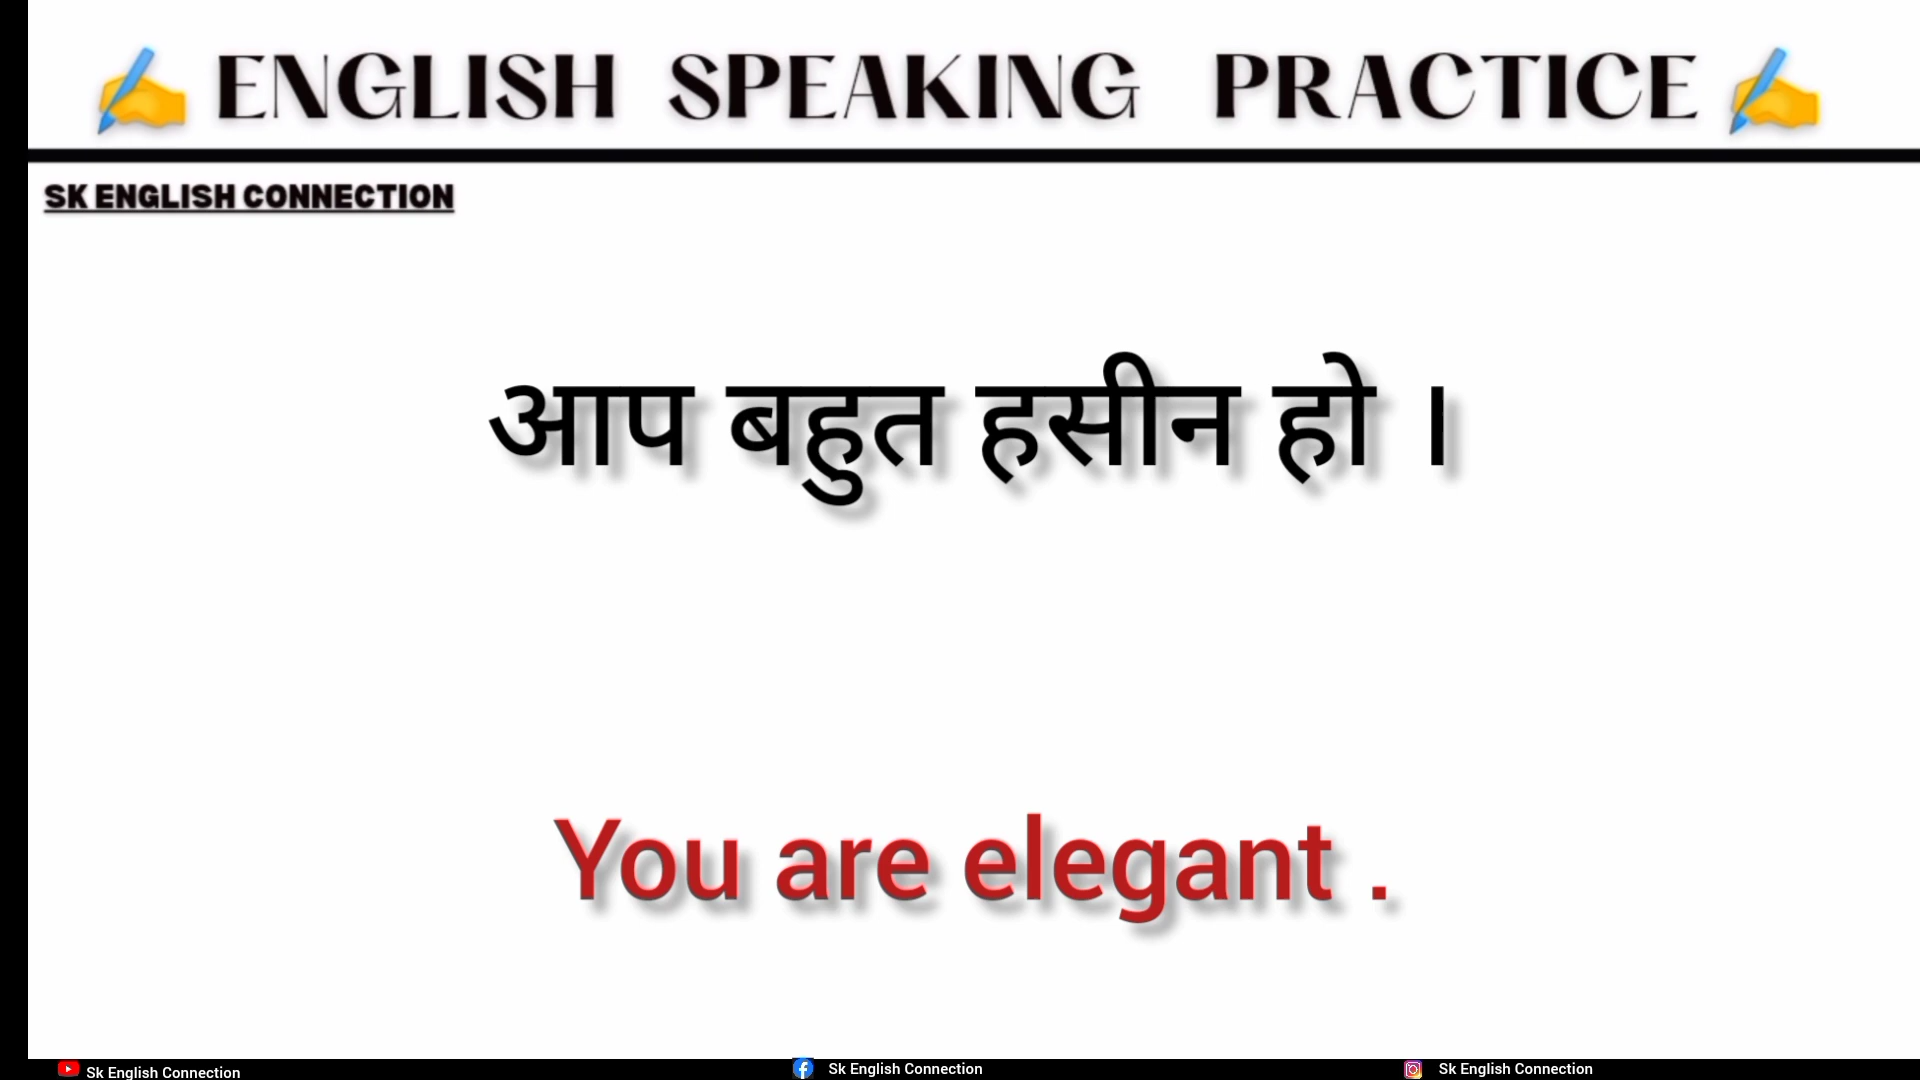 ✍️ ENGLISH SPEAKING PRACTICE ✍️
SK ENGLISH CONNECTION
आप बहुत हसीन हो ।
You are elegant .
Sk English Connection
Sk English Connection
Sk English Connection